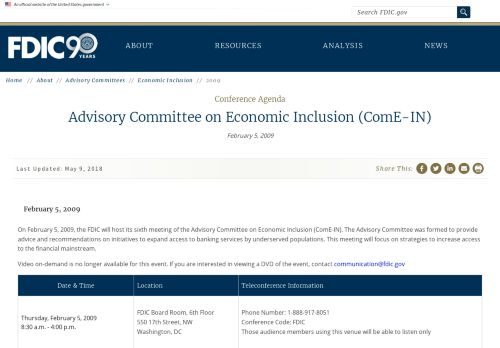 An official website of the United States government
Search FDIC.gov
FDIC 90 YEARS
ABOUT RESOURCES ANALYSIS NEWS
Home // About // Advisory Committees // Economic Inclusion // 2009
Conference Agenda
Advisory Committee on Economic Inclusion (ComE-IN)
February 5, 2009
Last Updated: May 9, 2018
Share This:
February 5, 2009
On February 5, 2009, the FDIC will host its sixth meeting of the Advisory Committee on Economic Inclusion (ComE-IN). The Advisory Committee was formed to provide
advice and recommendations on initiatives to expand access to banking services by underserved populations. This meeting will focus on strategies to increase access
to the financial mainstream.
Video on-demand is no longer available for this event. If you are interested in viewing a DVD of the event, contact communication@fdic.gov
Date & Time Location Teleconference Information
Thursday, February 5, 2009
8:30 a.m. - 4:00 p.m.
FDIC Board Room, 6th Floor
550 17th Street, NW
Washington, DC
Phone Number: 1-888-917-8051
Conference Code: FDIC
Those audience members using this venue will be able to listen only